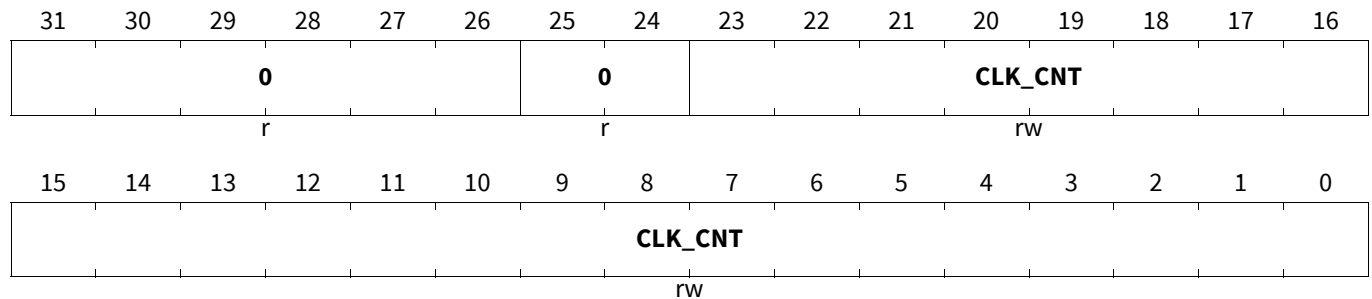 31 30 29 28 27 26 25 24 23 22 21 20 19 18 17 16
0 0 CLK_CNT
r r rw
15 14 13 12 11 10 9 8 7 6 5 4 3 2 1 0
CLK_CNT
rw